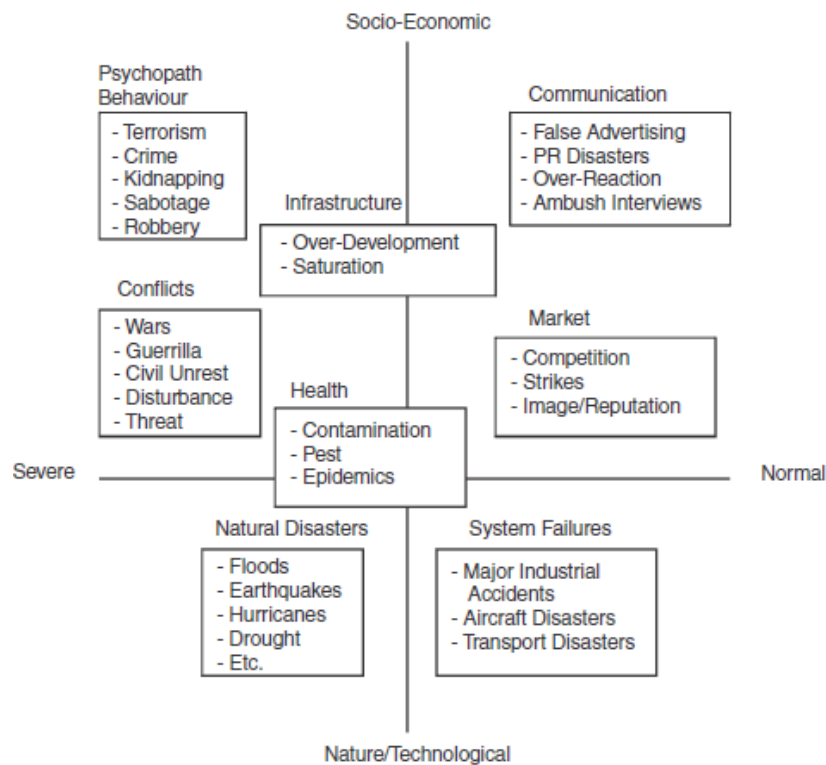 Socio-Economic
Psychopath
Behaviour
- Terrorism
- Crime
- Kidnapping
- Sabotage
- Robbery
Communication
- False Advertising
- PR Disasters
- Over-Reaction
- Ambush Interviews
Infrastructure
- Over-Development
- Saturation
Conflicts
- Wars
- Guerrilla
- Civil Unrest
- Disturbance
- Threat
Market
- Competition
- Strikes
- Image/Reputation
Health
- Contamination
- Pest
- Epidemics
Severe
Normal
Natural Disasters
- Floods
- Earthquakes
- Hurricanes
- Drought
- Etc.
System Failures
- Major Industrial
Accidents
- Aircraft Disasters
- Transport Disasters
Nature/Technological